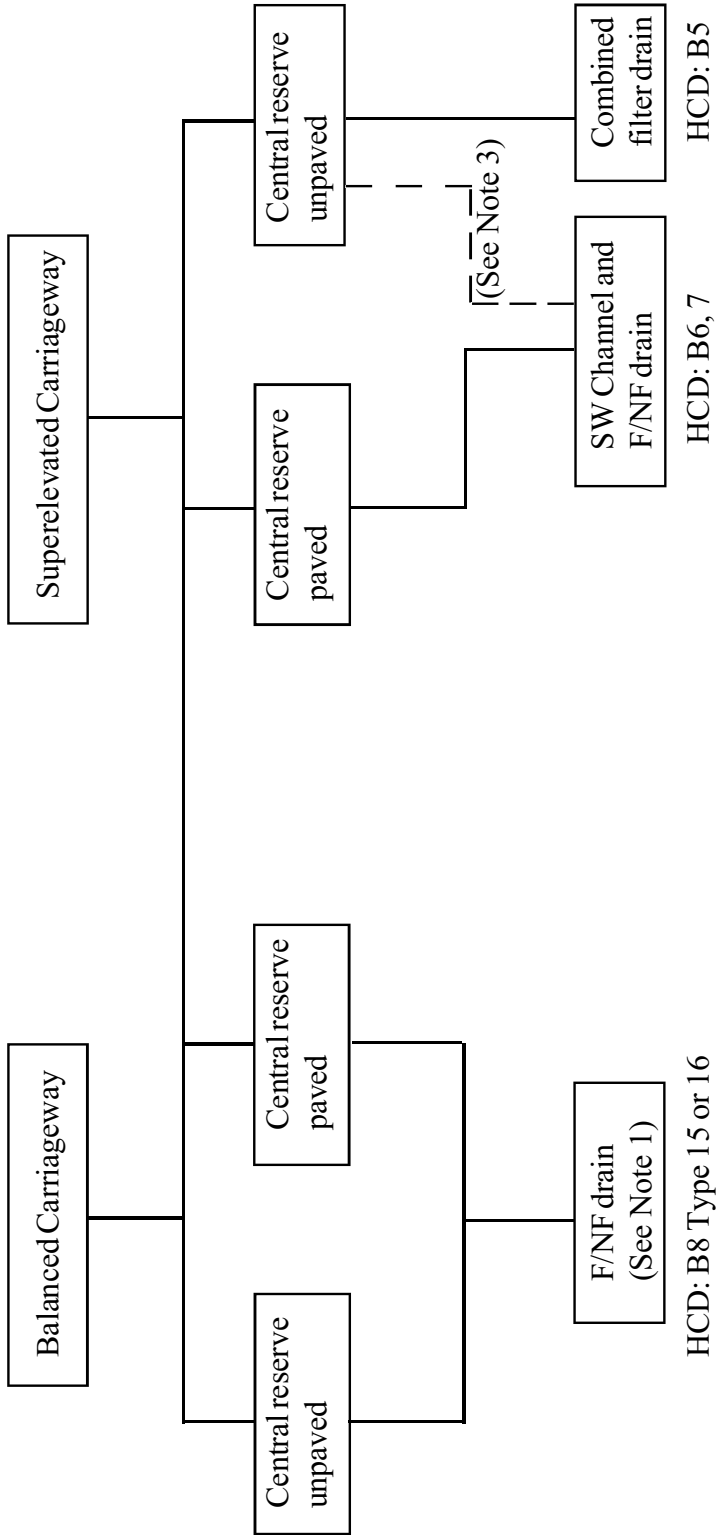 Balanced Carriageway
Superelevated Carriageway
Central reserve
unpaved
Central reserve
paved
Central reserve
paved
Central reserve
unpaved
(See Note 3)
F/NF drain
(See Note 1)
SW Channel and
F/NF drain
Combined
filter drain
HCD: B8 Type 15 or 16
HCD: B6, 7
HCD: B5